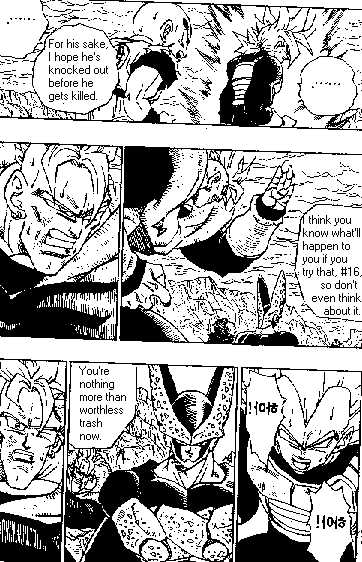 ......
For his sake,
I hope he's
knocked out
before he
gets killed.
......
I think you
know what'll
happen to
you if you
try that, #16,
so don't
even think
about it.
You're
nothing
more than
worthless
trash
now.